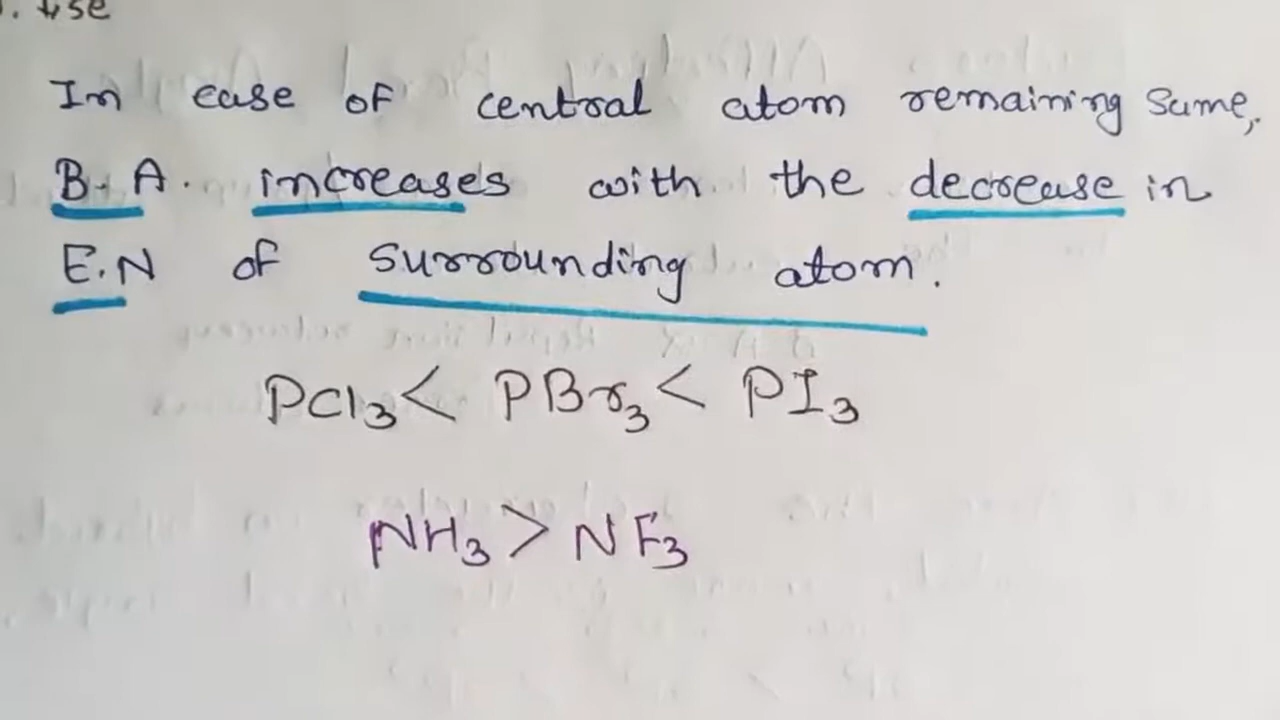 In case of central atom remaining same,
B.A. increases with the decrease in
E.N of surrounding atom.
PCl3 < PBr3 < PI3
NH3 > NF3